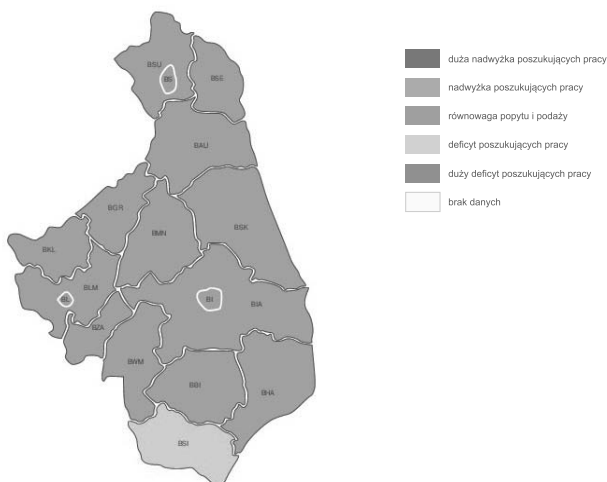 BSU
BS
BSE
BAU
BGR
BMN
BSK
BKL
BLM
BŁ
BI
BIA
BZA
BWM
BBI
BHA
BSI
duża nadwyżka poszukujących pracy
nadwyżka poszukujących pracy
równowaga popytu i podaży
deficyt poszukujących pracy
duży deficyt poszukujących pracy
brak danych